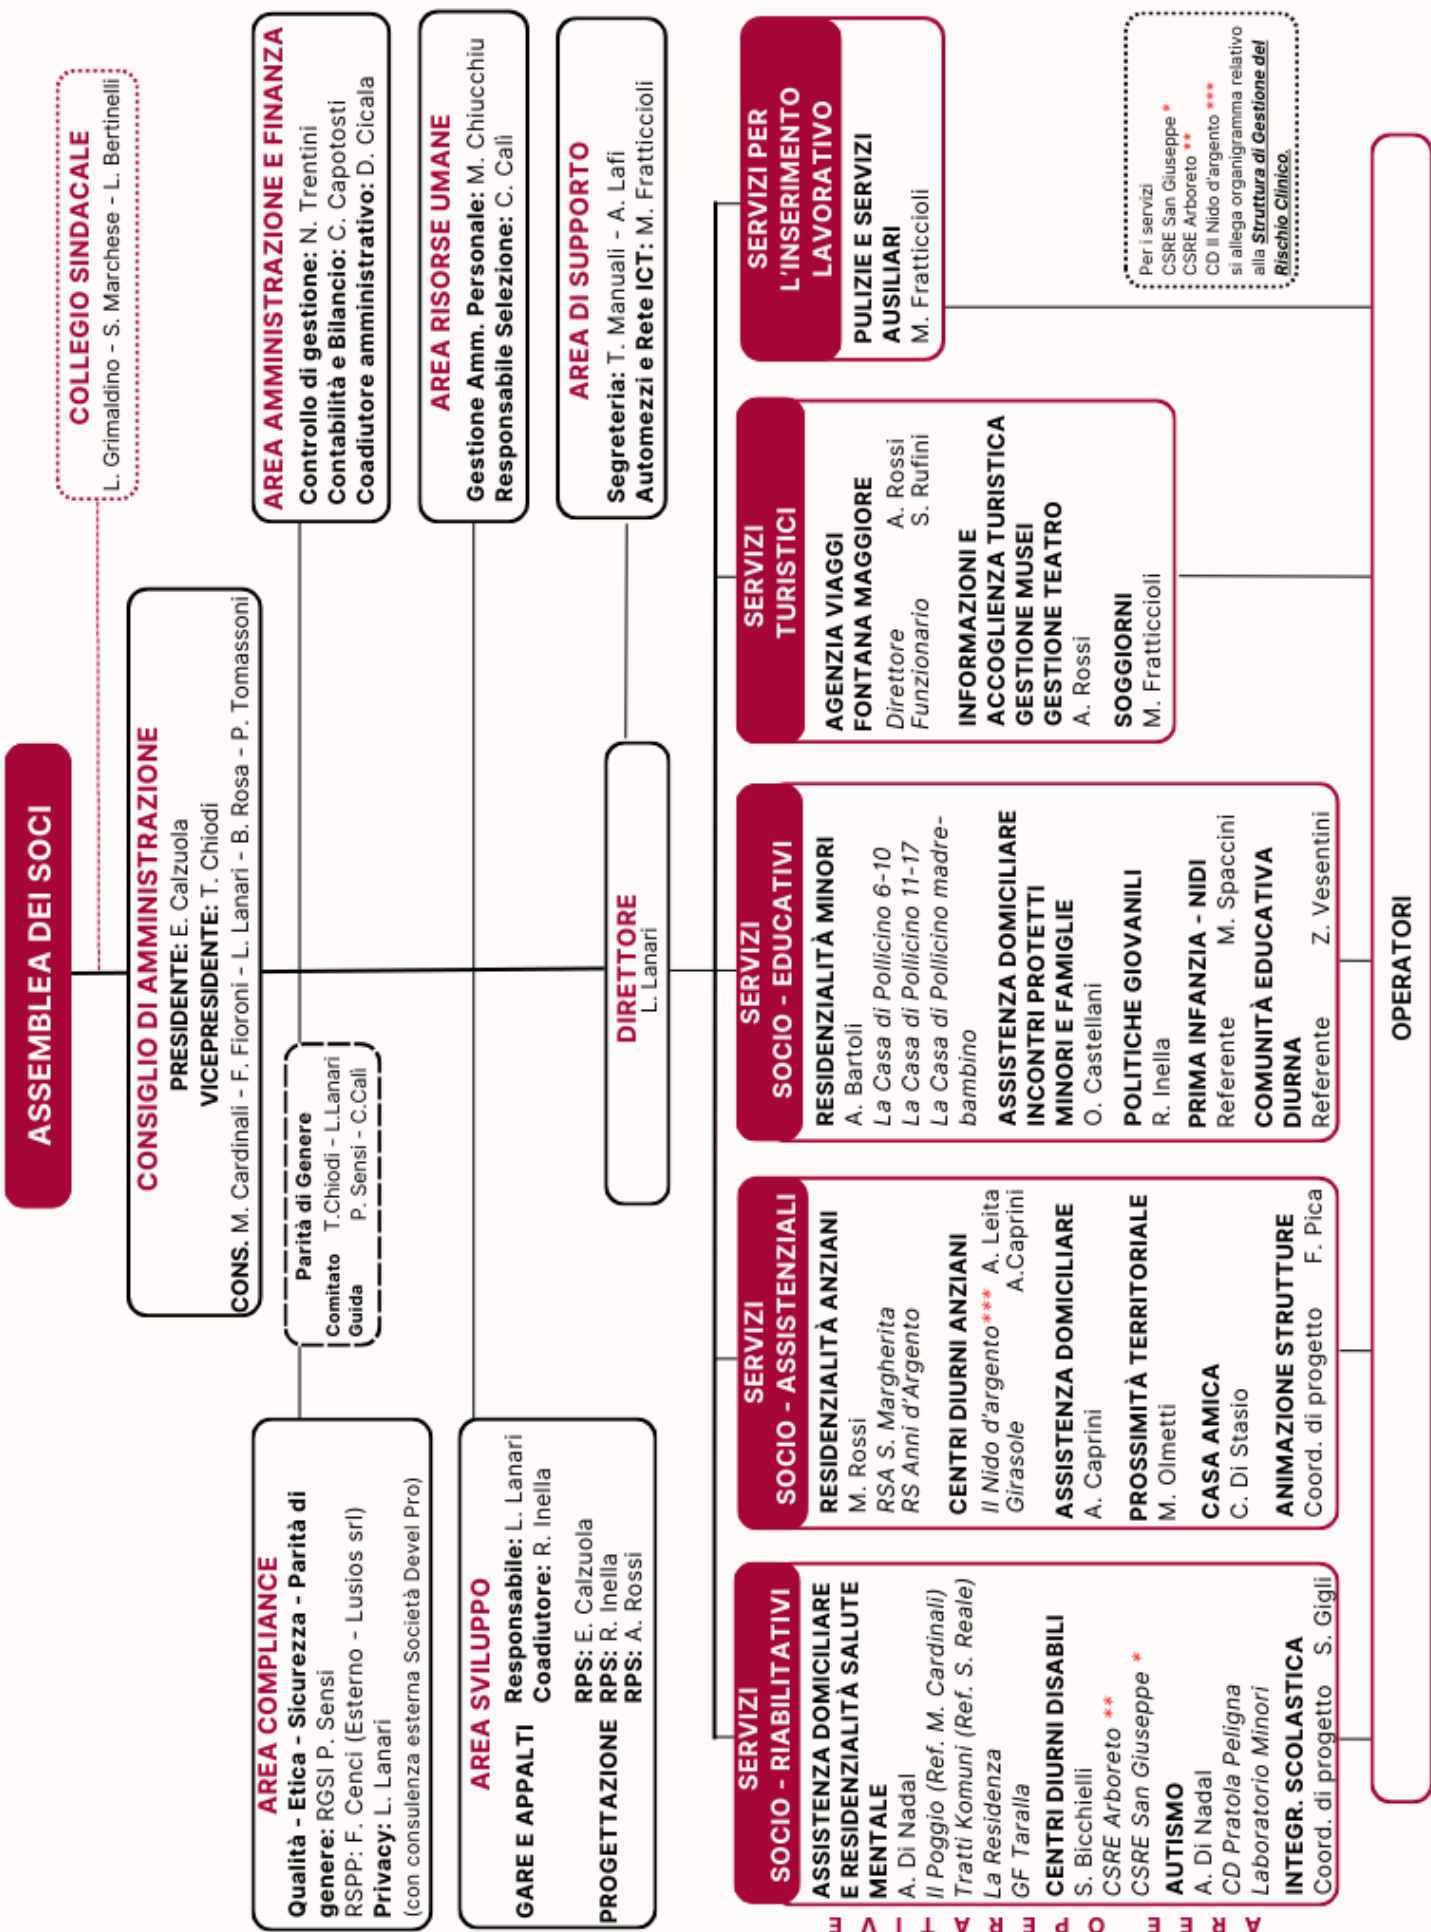 ASSEMBLEA DEI SOCI
COLLEGIO SINDACALE
L. Grimaldino - S. Marchese - L. Bertinelli
CONSIGLIO DI AMMINISTRAZIONE
PRESIDENTE: E. Calzuola
VICEPRESIDENTE: T. Chiodi
CONS. M. Cardinali - F. Fioroni - L. Lanari - B. Rosa - P. Tomassoni
AREA COMPLIANCE
Qualità - Etica - Sicurezza - Parità di
genere: RGSI P. Sensi
RSPP: F. Cenci (Esterno - Lusios srl)
Privacy: L. Lanari
(con consulenza esterna Società Devel Pro)
Parità di Genere
Comitato T.Chiodi - L.Lanari
Guida P. Sensi - C.Calì
AREA AMMINISTRAZIONE E FINANZA
Controllo di gestione: N. Trentini
Contabilità e Bilancio: C. Capotosti
Coadiutore amministrativo: D. Cicala
AREA SVILUPPO
GARE E APPALTI Responsabile: L. Lanari
Coadiutore: R. Inella
RPS: E. Calzuola
PROGETTAZIONE RPS: R. Inella
RPS: A. Rossi
AREA RISORSE UMANE
Gestione Amm. Personale: M. Chiucchiu
Responsabile Selezione: C. Calì
AREA DI SUPPORTO
Segreteria: T. Manuali - A. Lafi
Automezzi e Rete ICT: M. Fratticcioli
DIRETTORE
L. Lanari
AREE OPERATIVE
SERVIZI
SOCIO - RIABILITATIVI
ASSISTENZA DOMICILIARE
E RESIDENZIALITÀ SALUTE
MENTALE
A. Di Nadal
Il Poggio (Ref. M. Cardinali)
Tratti Komuni (Ref. S. Reale)
La Residenza
GF Taralla
CENTRI DIURNI DISABILI
S. Bicchielli
CSRE Arboreto **
CSRE San Giuseppe *
AUTISMO
A. Di Nadal
CD Pratola Peligna
Laboratorio Minori
INTEGR. SCOLASTICA
Coord. di progetto S. Gigli
SERVIZI
SOCIO - ASSISTENZIALI
RESIDENZIALITÀ ANZIANI
M. Rossi
RSA S. Margherita
RS Anni d'Argento
CENTRI DIURNI ANZIANI
Il Nido d'argento*** A. Leita
Girasole A.Caprini
ASSISTENZA DOMICILIARE
A. Caprini
PROSSIMITÀ TERRITORIALE
M. Olmetti
CASA AMICA
C. Di Stasio
ANIMAZIONE STRUTTURE
Coord. di progetto F. Pica
SERVIZI
SOCIO - EDUCATIVI
RESIDENZIALITÀ MINORI
A. Bartoli
La Casa di Pollicino 6-10
La Casa di Pollicino 11-17
La Casa di Pollicino madre-
bambino
ASSISTENZA DOMICILIARE
INCONTRI PROTETTI
MINORI E FAMIGLIE
O. Castellani
POLITICHE GIOVANILI
R. Inella
PRIMA INFANZIA - NIDI
Referente M. Spaccini
COMUNITÀ EDUCATIVA
DIURNA
Referente Z. Vesentini
SERVIZI
TURISTICI
AGENZIA VIAGGI
FONTANA MAGGIORE
Direttore A. Rossi
Funzionario S. Rufini
INFORMAZIONI E
ACCOGLIENZA TURISTICA
GESTIONE MUSEI
GESTIONE TEATRO
A. Rossi
SOGGIORNI
M. Fratticcioli
SERVIZI PER
L'INSERIMENTO
LAVORATIVO
PULIZIE E SERVIZI
AUSILIARI
M. Fratticcioli
Per i servizi
CSRE San Giuseppe *
CSRE Arboreto **
CD Il Nido d'argento ***
si allega organigramma relativo
alla Struttura di Gestione del
Rischio Clinico.
OPERATORI